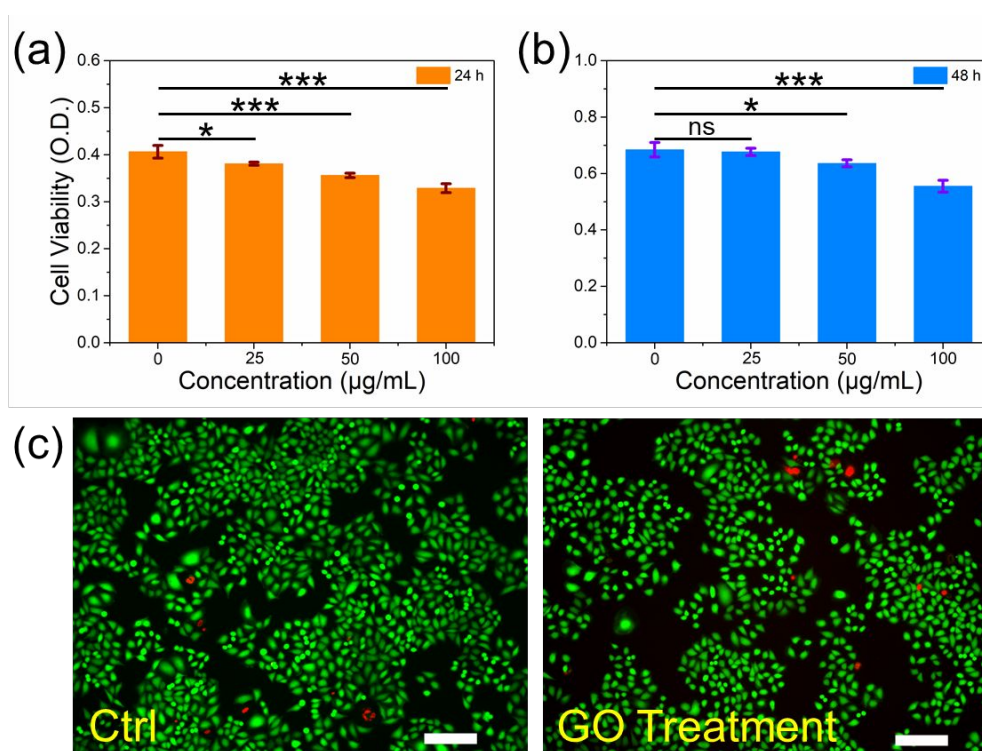 (a)
0.6
0.5
0.4
0.3
0.2
0.1
0.0
Cell Viability (O.D.)
24 h
***
***
*
0 25 50 100
Concentration (µg/mL)
(b)
1.0
0.8
0.6
0.4
0.2
0.0
48 h
***
*
ns
0 25 50 100
Concentration (µg/mL)
(c)
Ctrl
GO Treatment